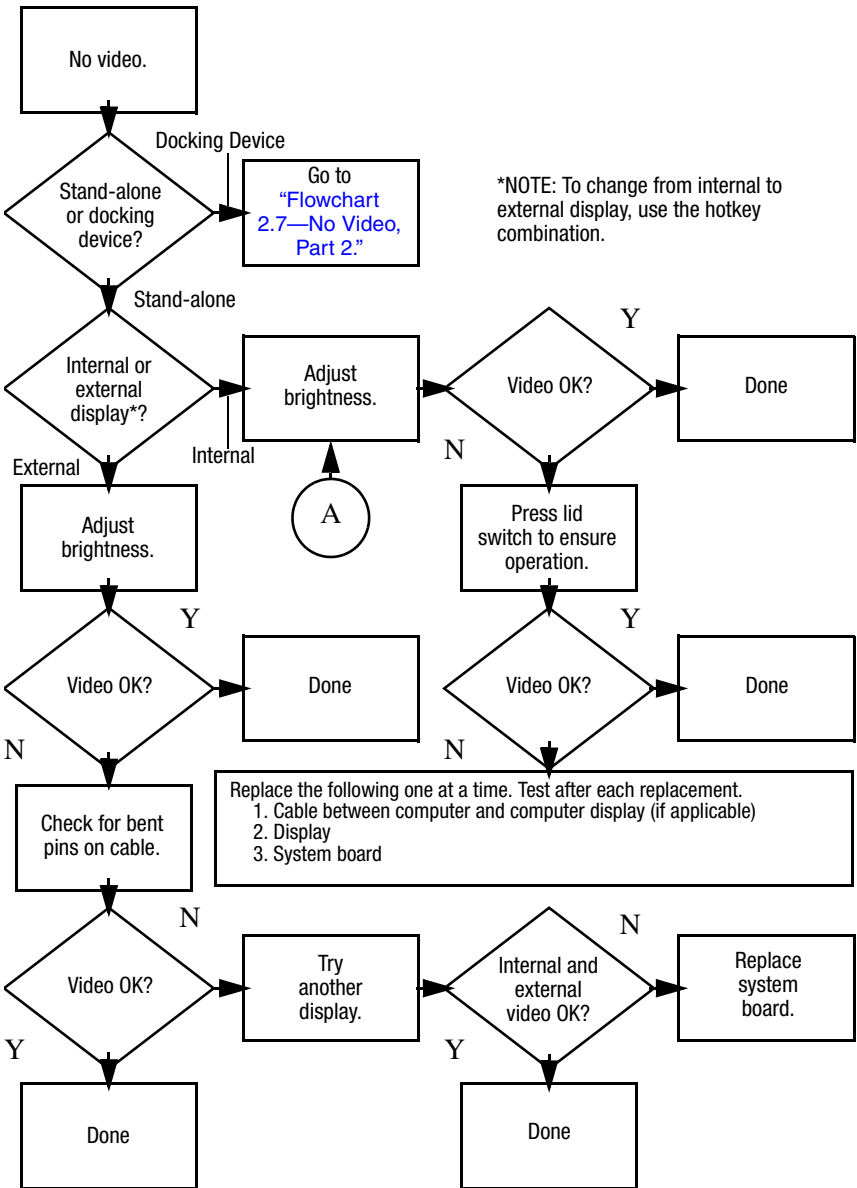 No video.
Docking Device
Stand-alone
or docking
device?
Go to
“Flowchart
2.7—No Video,
Part 2.”
*NOTE: To change from internal to
external display, use the hotkey
combination.
Stand-alone
Internal or
external
display*?
Internal
External
Adjust
brightness.
A
Video OK?
Y
Done
N
Press lid
switch to ensure
operation.
Video OK?
Y
Done
N
Replace the following one at a time. Test after each replacement.
1. Cable between computer and computer display (if applicable)
2. Display
3. System board
Adjust
brightness.
Video OK?
Y
Done
N
Check for bent
pins on cable.
Video OK?
N
Try
another
display.
Internal and
external
video OK?
N
Replace
system
board.
Y
Done
Y
Done